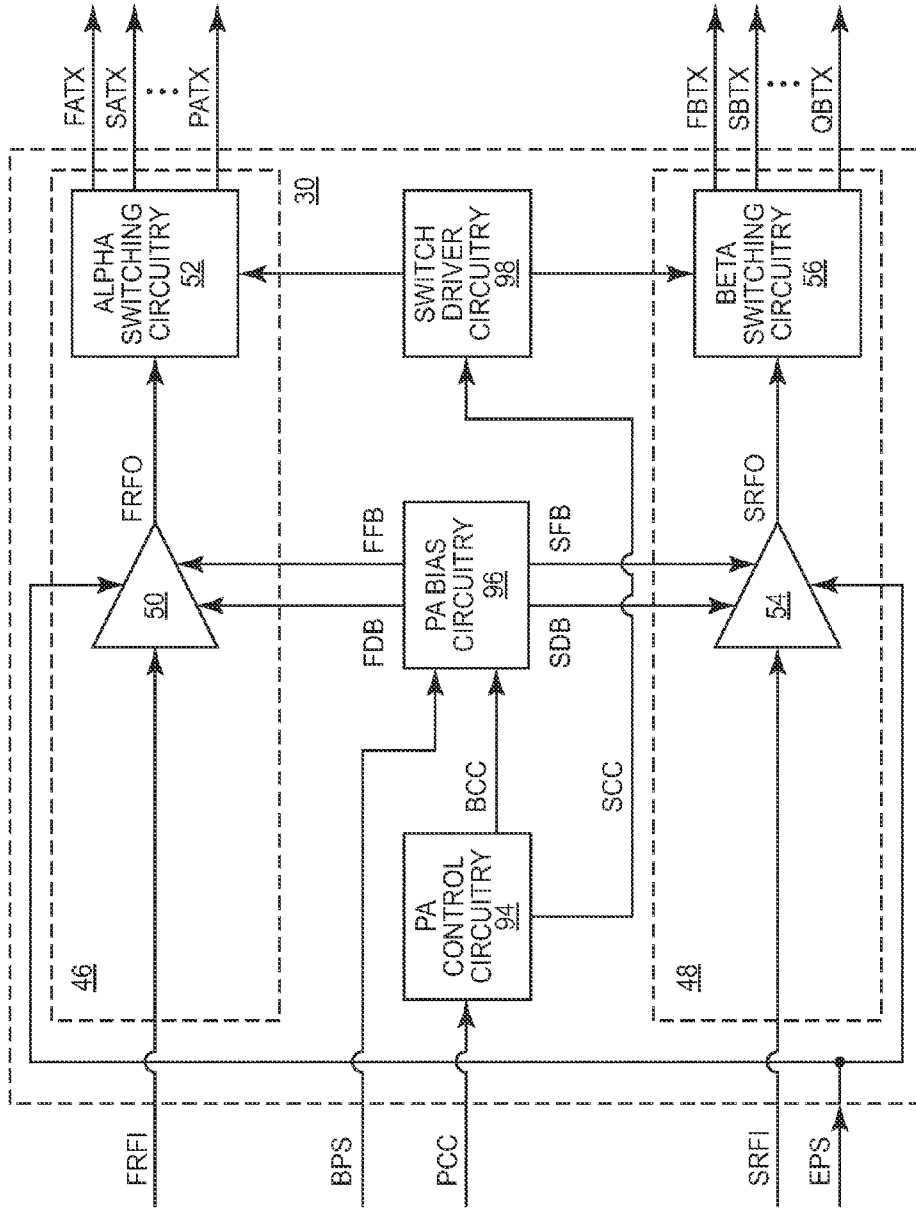 FATX
SATX
PATX
ALPHA
SWITCHING
CIRCUITRY
52
30
FRFO
50
46
FRFI
SWITCH
DRIVER
CIRCUITRY
98
FFB
FDB
PA BIAS
CIRCUITRY
96
SFB
SDB
BCC
SCC
PA
CONTROL
CIRCUITRY
94
BPS
PCC
FBTX
SBTX
QBTX
BETA
SWITCHING
CIRCUITRY
56
SRFO
54
48
SRFI
EPS